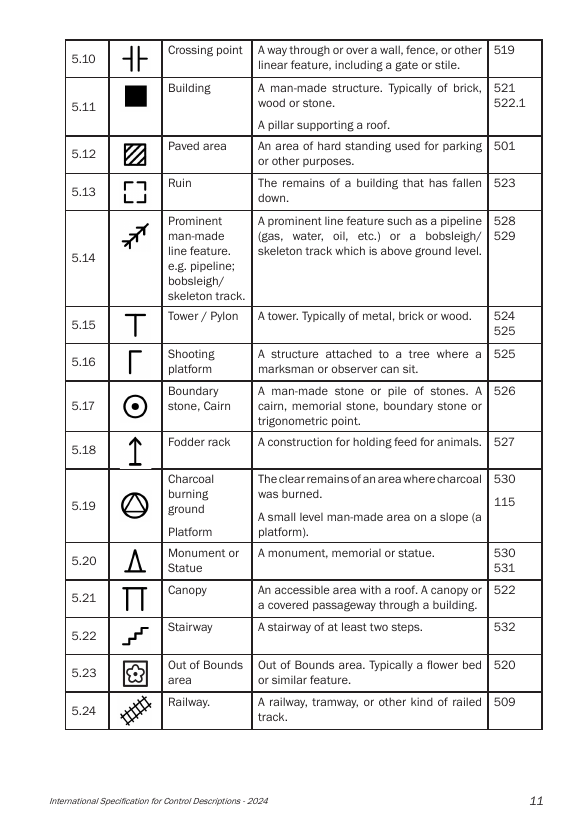 5.10 Crossing point A way through or over a wall, fence, or other 519
linear feature, including a gate or stile.
5.11 Building A man-made structure. Typically of brick, 521
wood or stone. 522.1
A pillar supporting a roof.
5.12 Paved area An area of hard standing used for parking 501
or other purposes.
5.13 Ruin The remains of a building that has fallen 523
down.
5.14 Prominent A prominent line feature such as a pipeline 528
man-made (gas, water, oil, etc.) or a bobsleigh/ 529
line feature. skeleton track which is above ground level.
e.g. pipeline;
bobsleigh/
skeleton track.
5.15 Tower / Pylon A tower. Typically of metal, brick or wood. 524
525
5.16 Shooting A structure attached to a tree where a 525
platform marksman or observer can sit.
5.17 Boundary A man-made stone or pile of stones. A 526
stone, Cairn cairn, memorial stone, boundary stone or
trigonometric point.
5.18 Fodder rack A construction for holding feed for animals. 527
5.19 Charcoal The clear remains of an area where charcoal 530
burning was burned.
ground A small level man-made area on a slope (a 115
Platform platform).
5.20 Monument or A monument, memorial or statue. 530
Statue 531
5.21 Canopy An accessible area with a roof. A canopy or 522
a covered passageway through a building.
5.22 Stairway A stairway of at least two steps. 532
5.23 Out of Bounds Out of Bounds area. Typically a flower bed 520
area or similar feature.
5.24 Railway. A railway, tramway, or other kind of railed 509
track.
International Specification for Control Descriptions - 2024 11